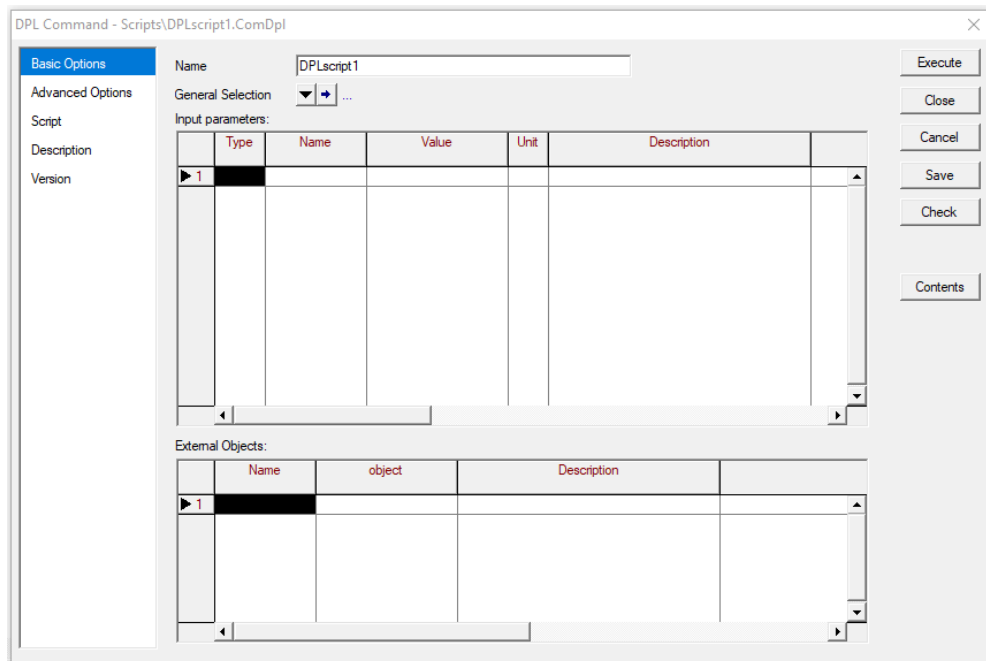 DPL Command - Scripts\DPLscript1.ComDpl
Basic Options
Advanced Options
Script
Description
Version
Name DPLscript1
General Selection ...
Input parameters:
Type Name Value Unit Description
1
External Objects:
Name object Description
1
Execute
Close
Cancel
Save
Check
Contents